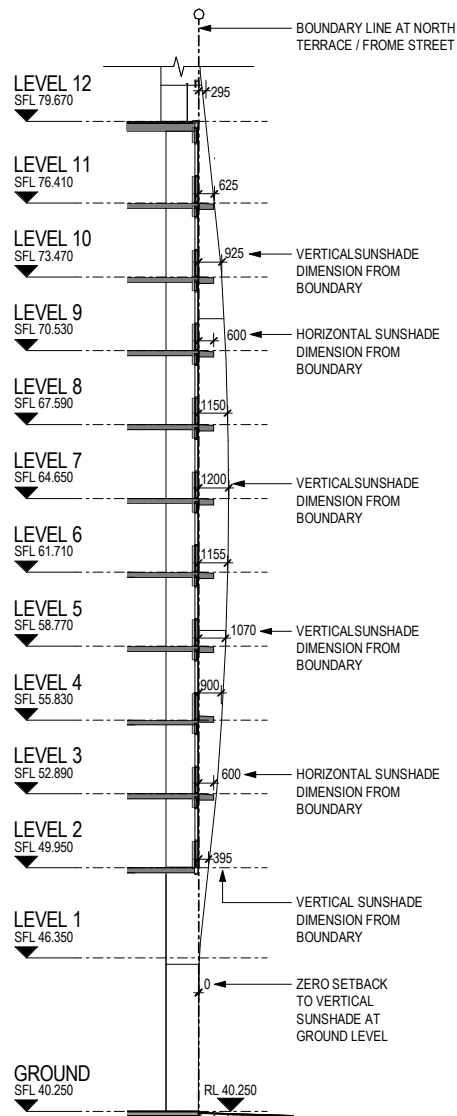 BOUNDARY LINE AT NORTH
TERRACE / FROME STREET
LEVEL 12
SFL 79.670
295
LEVEL 11
SFL 76.410
625
LEVEL 10
SFL 73.470
925
VERTICALSUNSHADE
DIMENSION FROM
BOUNDARY
LEVEL 9
SFL 70.530
600
HORIZONTAL SUNSHADE
DIMENSION FROM
BOUNDARY
LEVEL 8
SFL 67.590
1150
LEVEL 7
SFL 64.650
1200
VERTICALSUNSHADE
DIMENSION FROM
BOUNDARY
LEVEL 6
SFL 61.710
1155
LEVEL 5
SFL 58.770
1070
VERTICALSUNSHADE
DIMENSION FROM
BOUNDARY
LEVEL 4
SFL 55.830
900
LEVEL 3
SFL 52.890
600
HORIZONTAL SUNSHADE
DIMENSION FROM
BOUNDARY
LEVEL 2
SFL 49.950
395
VERTICAL SUNSHADE
DIMENSION FROM
BOUNDARY
LEVEL 1
SFL 46.350
0
ZERO SETBACK
TO VERTICAL
SUNSHADE AT
GROUND LEVEL
GROUND
SFL 40.250
RL 40.250